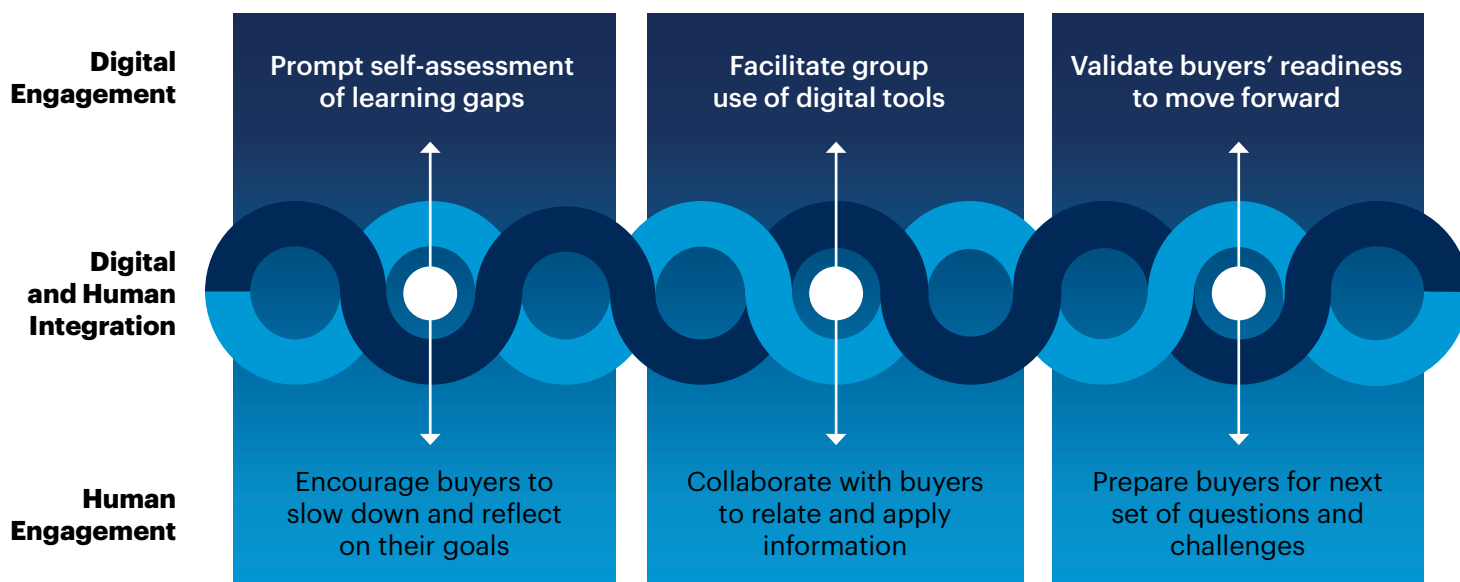 Digital
Engagement
Prompt self-assessment
of learning gaps
Facilitate group
use of digital tools
Validate buyers’ readiness
to move forward
Digital
and Human
Integration
Human
Engagement
Encourage buyers to
slow down and reflect
on their goals
Collaborate with buyers
to relate and apply
information
Prepare buyers for next
set of questions and
challenges